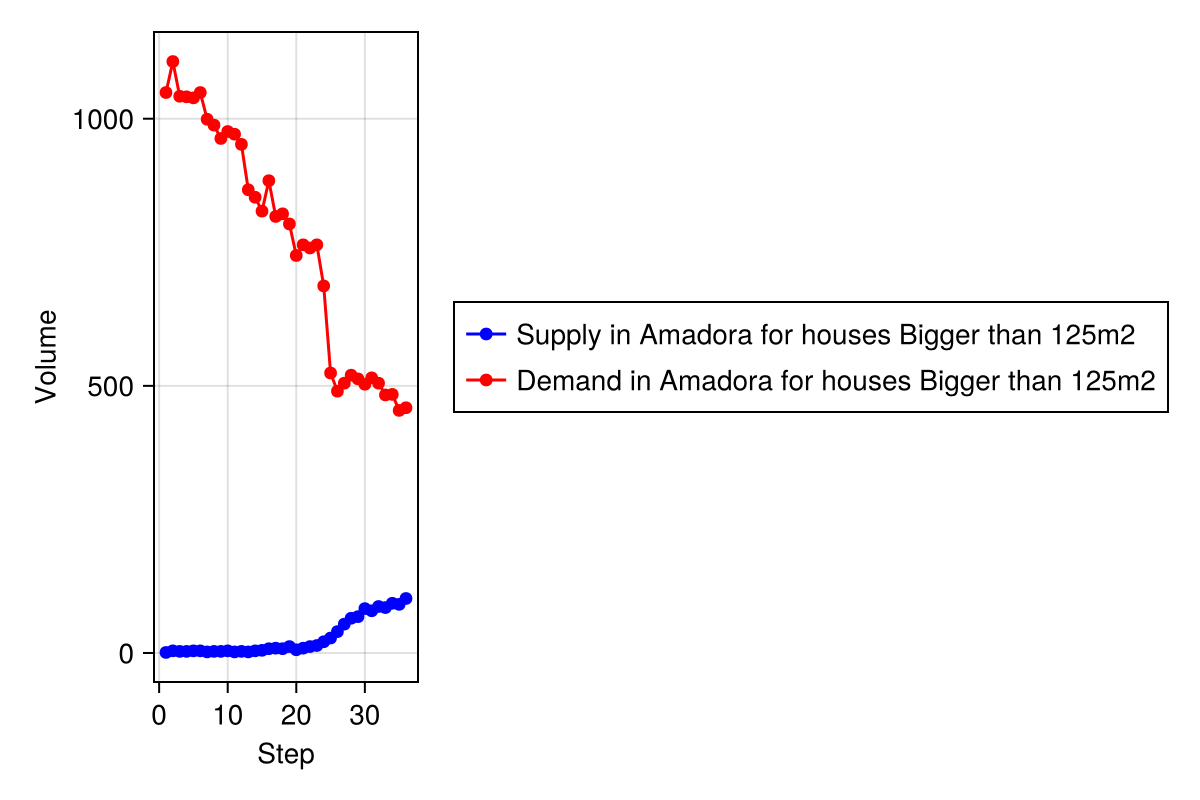 1000
500
0
Volume
0 10 20 30
Step
Supply in Amadora for houses Bigger than 125m2
Demand in Amadora for houses Bigger than 125m2